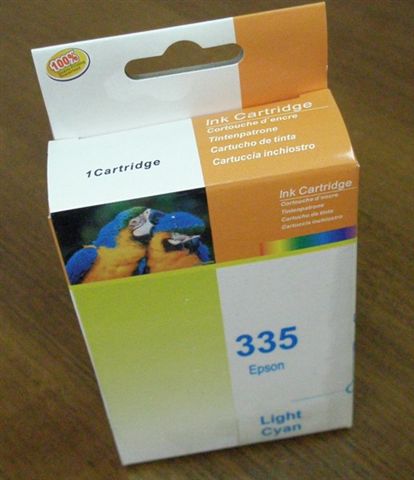 100%
Ink Cartridge
Cartouche d'encre
Tintenpatrone
Cartucho de tinta
Cartuccia inchiostro
1Cartridge
Ink Cartridge
Cartouche d'encre
Tintenpatrone
Cartucho de tinta
Cartuccia inchiostro
335
Epson
Light
Cyan